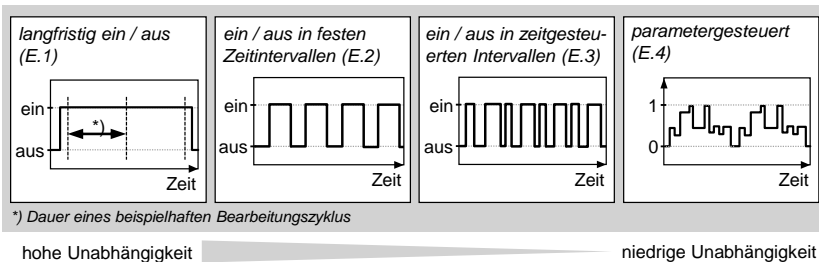 langfristig ein / aus
(E.1)
ein
*)
aus
Zeit
ein / aus in festen
Zeitintervallen (E.2)
ein
aus
Zeit
ein / aus in zeitgesteu-
erten Intervallen (E.3)
ein
aus
Zeit
parametergesteuert
(E.4)
1
0
Zeit
*) Dauer eines beispielhaften Bearbeitungszyklus
hohe Unabhängigkeit
niedrige Unabhängigkeit